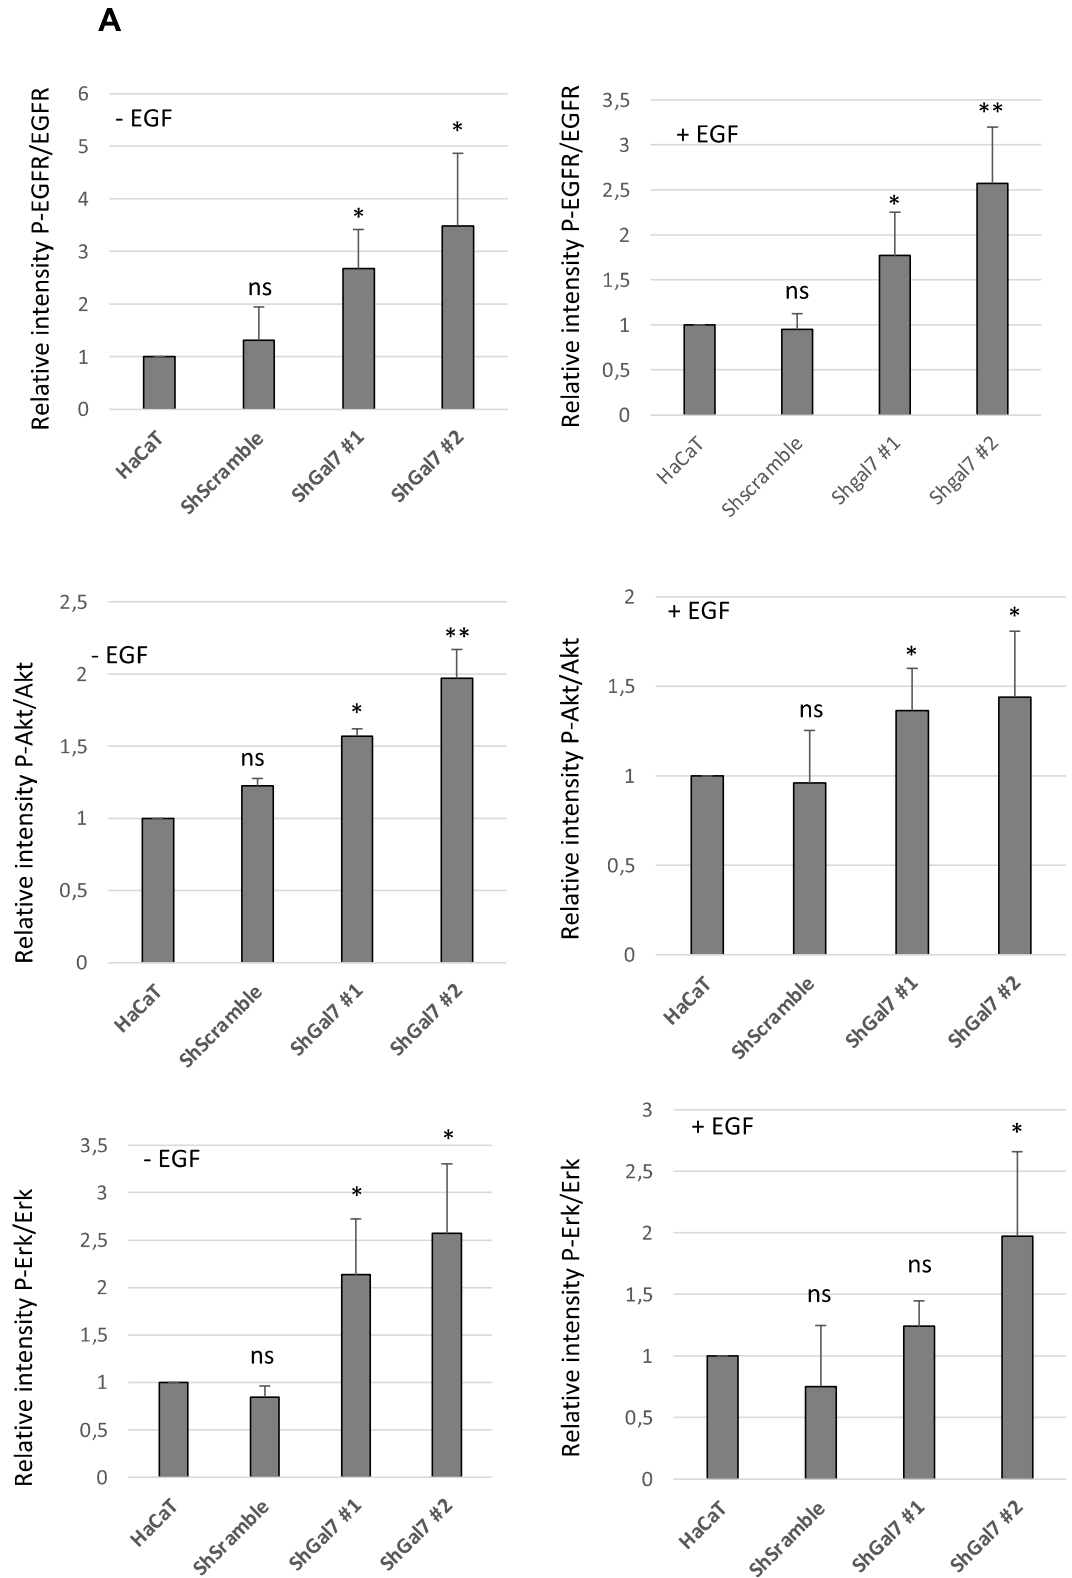 A
Relative intensity P-EGFR/EGFR
- EGF
6
5
4
3
2
1
0
ns
*
*
HaCaT
ShScramble
ShGal7 #1
ShGal7 #2
Relative intensity P-EGFR/EGFR
+ EGF
3,5
3
2,5
2
1,5
1
0,5
0
ns
*
**
HaCaT
Shscramble
Shgal7 #1
Shgal7 #2
Relative intensity P-Akt/Akt
- EGF
2,5
2
1,5
1
0,5
0
ns
*
**
HaCaT
ShScramble
ShGal7 #1
ShGal7 #2
Relative intensity P-Akt/Akt
+ EGF
2
1,5
1
0,5
0
ns
*
*
HaCaT
ShScramble
ShGal7 #1
ShGal7 #2
Relative intensity P-Erk/Erk
- EGF
3,5
3
2,5
2
1,5
1
0,5
0
ns
*
*
HaCaT
ShSramble
ShGal7 #1
ShGal7 #2
Relative intensity P-Erk/Erk
+ EGF
3
2,5
2
1,5
1
0,5
0
ns
ns
*
HaCaT
ShSramble
ShGal7 #1
ShGal7 #2